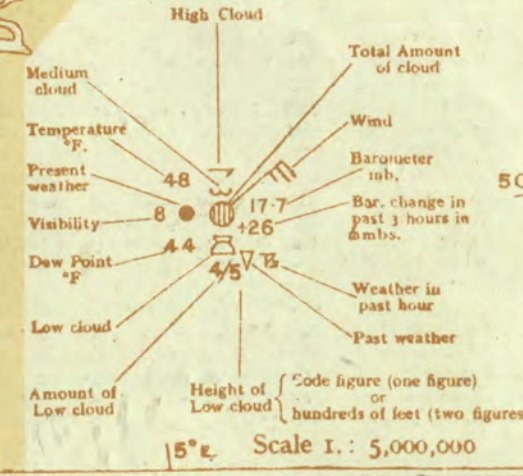 High Cloud
Total Amount
of cloud
Medium
cloud
Wind
Temperature
°F.
Barometer
mb.
Present
weather
48
50
8
17.7
Visibility
+26
Bar. change in
past 3 hours in
mbs.
Dew Point
°F
44
4/5
Weather in
past hour
Low cloud
Past weather
Amount of
Low cloud
Height of
Low cloud
Code figure (one figure)
or
hundreds of feet (two figures
15°E
Scale 1.: 5,000,000